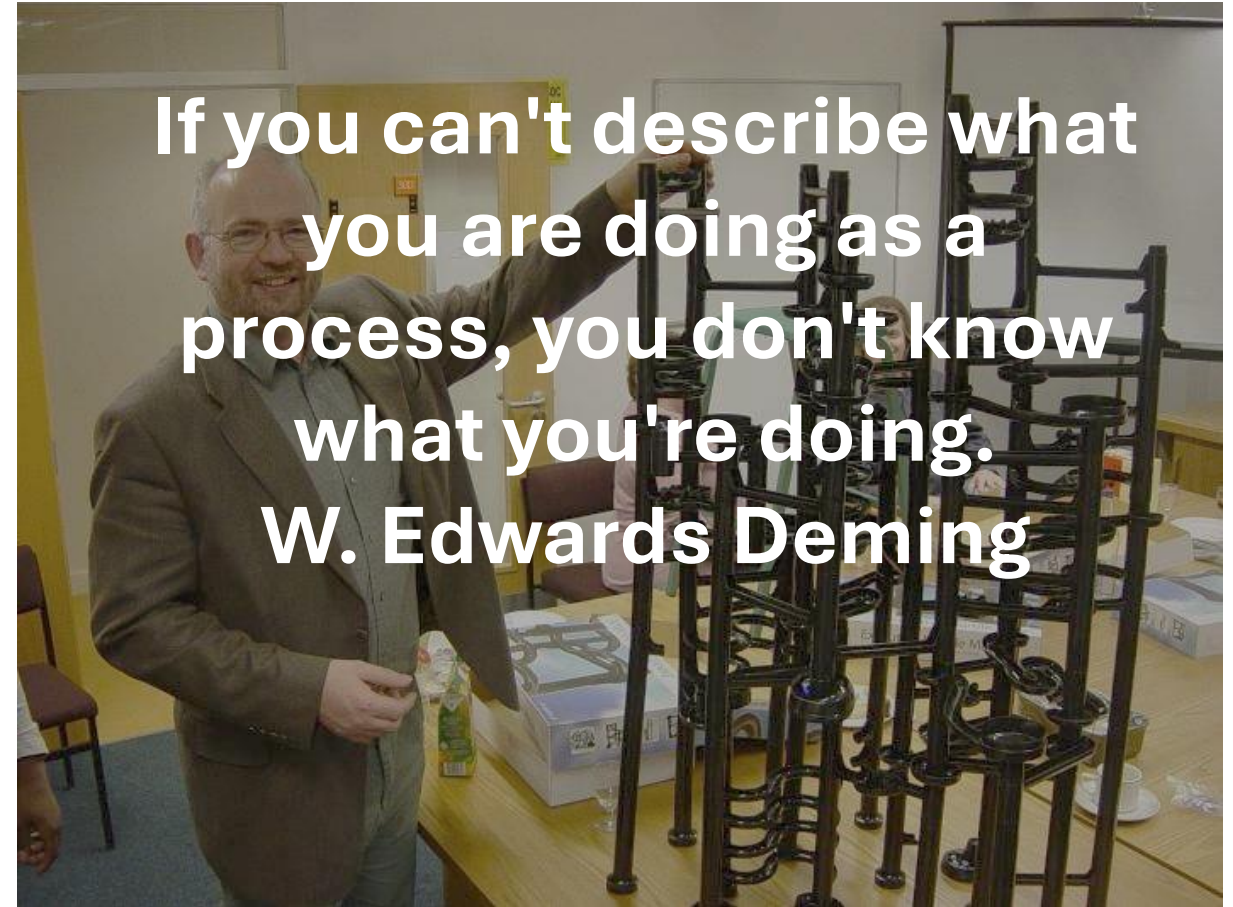 If you can't describe what
you are doing as a
process, you don't know
what you're doing.
W. Edwards Deming